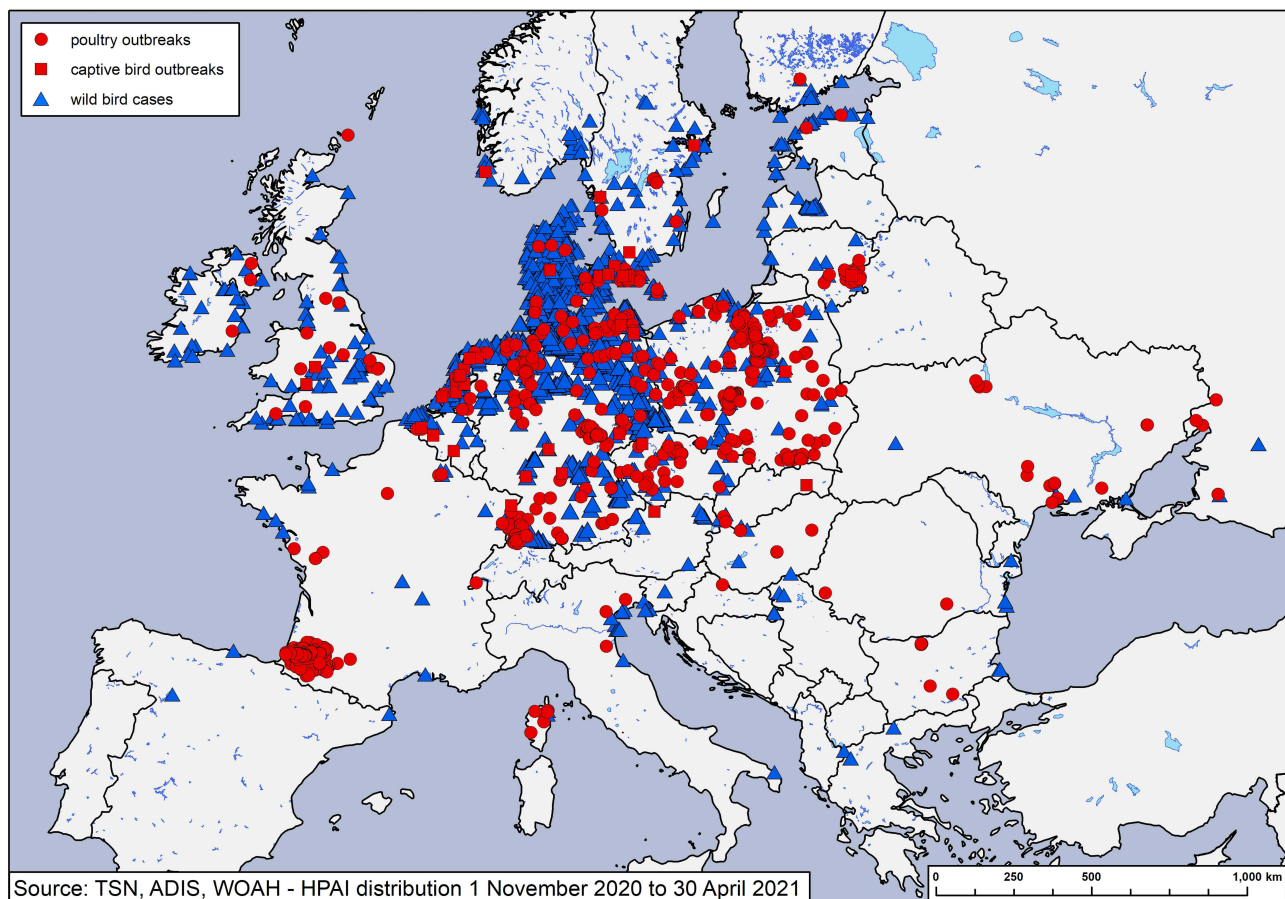 poultry outbreaks
captive bird outbreaks
wild bird cases
Source: TSN, ADIS, WOAH - HPAI distribution 1 November 2020 to 30 April 2021
0 250 500 1,000 km